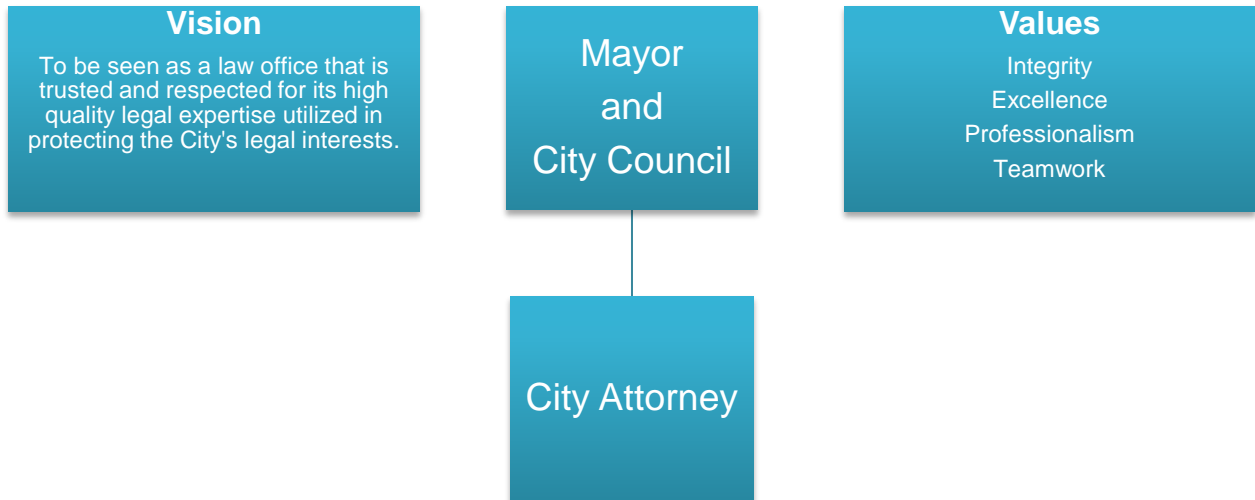 Vision
To be seen as a law office that is
trusted and respected for its high
quality legal expertise utilized in
protecting the City's legal interests.
Mayor
and
City Council
Values
Integrity
Excellence
Professionalism
Teamwork
City Attorney